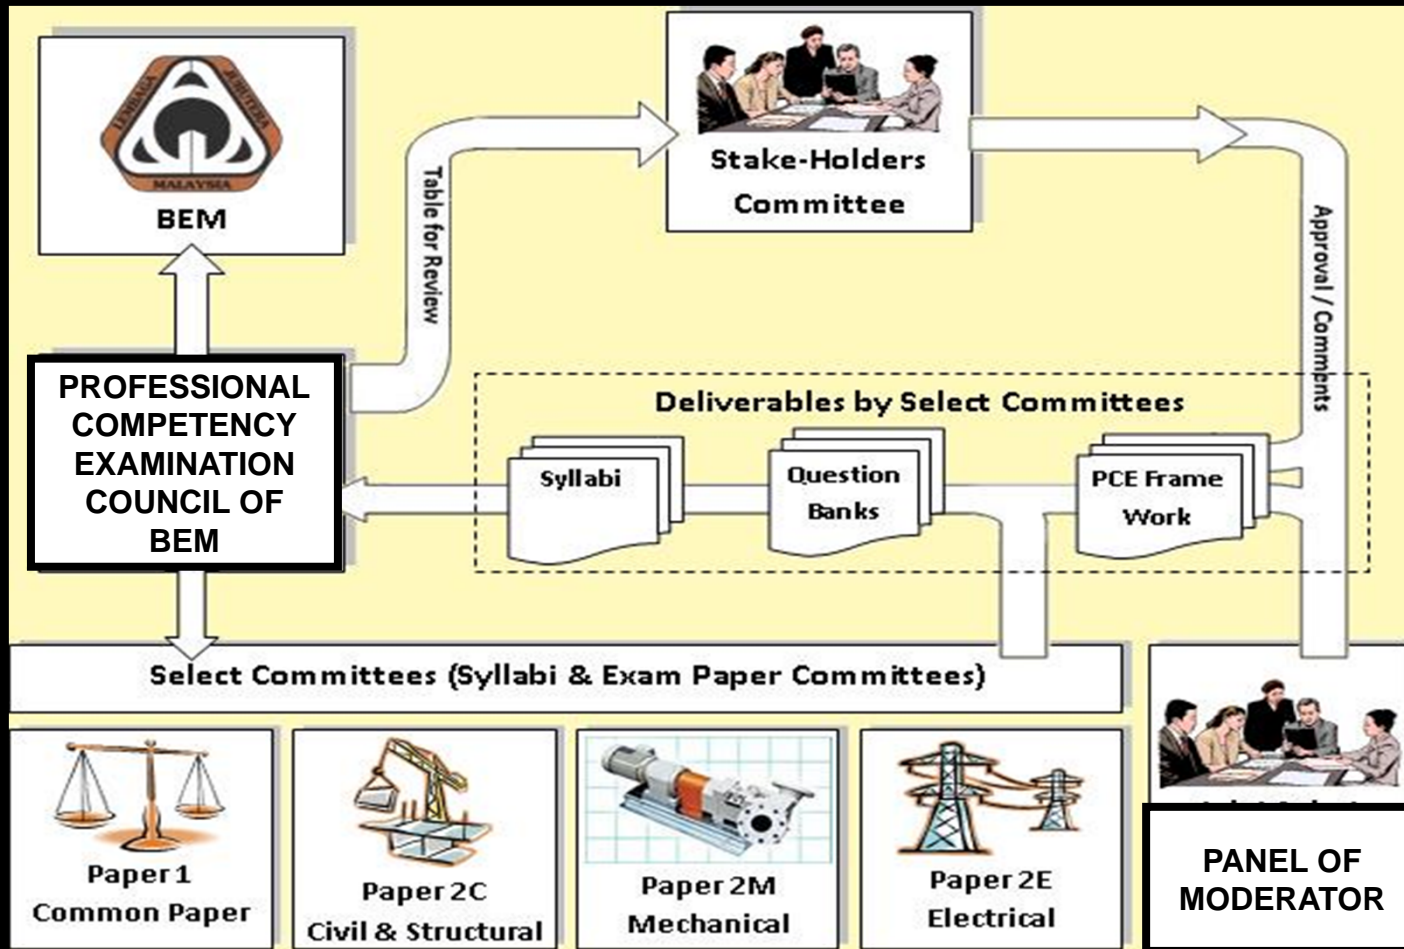 LEMBAGA JURUTERA
MALAYSIA
BEM
Stake-Holders
Committee
Table for Review
Approval / Comments
PROFESSIONAL
COMPETENCY
EXAMINATION
COUNCIL OF
BEM
Deliverables by Select Committees
Syllabi
Question
Banks
PCE Frame
Work
Select Committees (Syllabi & Exam Paper Committees)
Paper 1
Common Paper
Paper 2C
Civil & Structural
Paper 2M
Mechanical
Paper 2E
Electrical
PANEL OF
MODERATOR